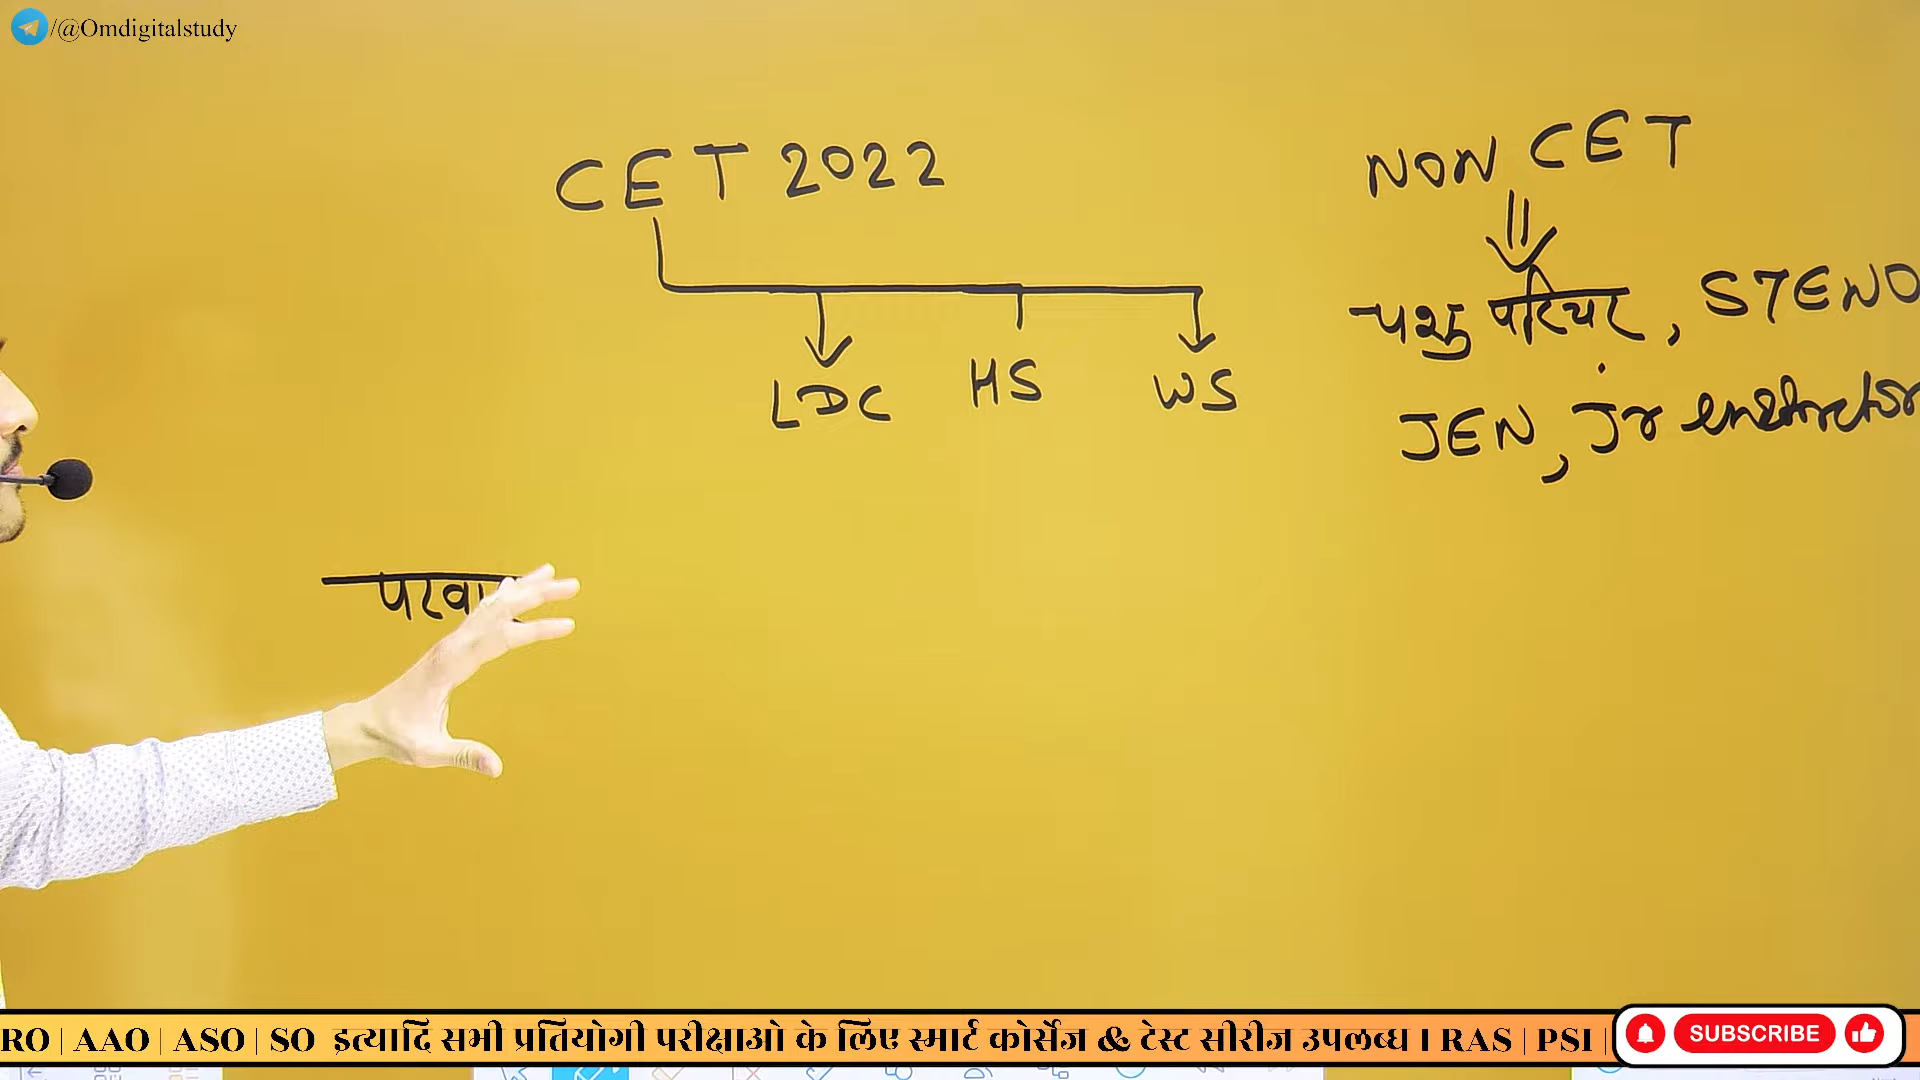 /@Omdigitalstudy
CET 2022
LDC HS WS
NON CET
पशु परिचर, STENO
JEN, Jr enstructor
RO | AAO | ASO | SO इत्यादि सभी प्रतियोगी परीक्षाओ के लिए स्मार्ट कोर्सेज & टेस्ट सीरीज उपलब्ध । RAS | PSI |
SUBSCRIBE